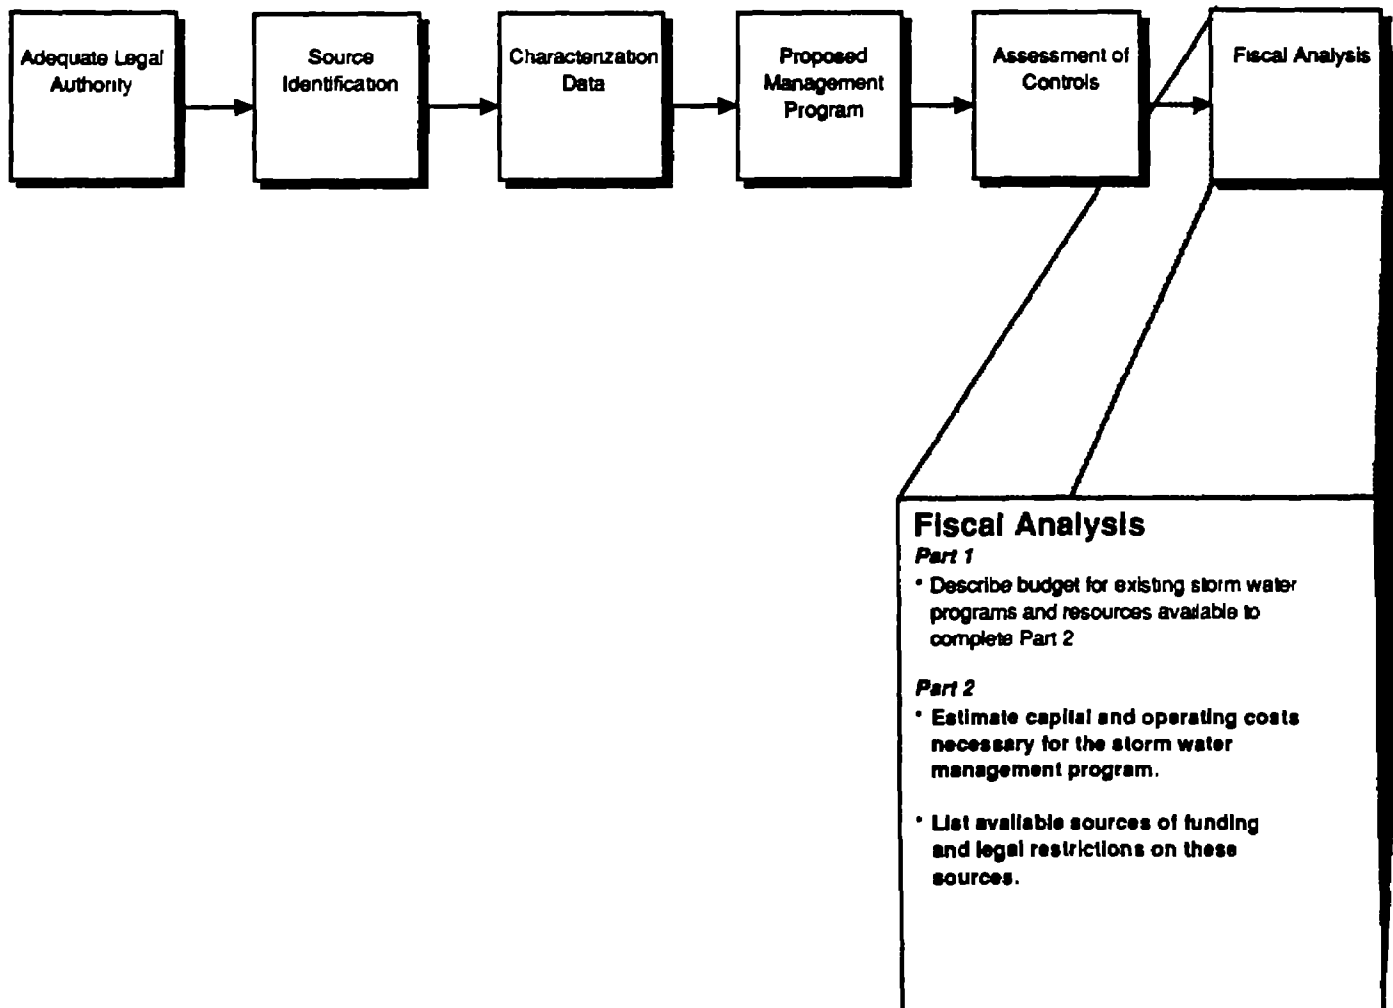 Adequate Legal
Authority
Source
Identification
Characterization
Data
Proposed
Management
Program
Assessment of
Controls
Fiscal Analysis
Fiscal Analysis
Part 1
• Describe budget for existing storm water
programs and resources available to
complete Part 2
Part 2
• Estimate capital and operating costs
necessary for the storm water
management program.
• List available sources of funding
and legal restrictions on these
sources.